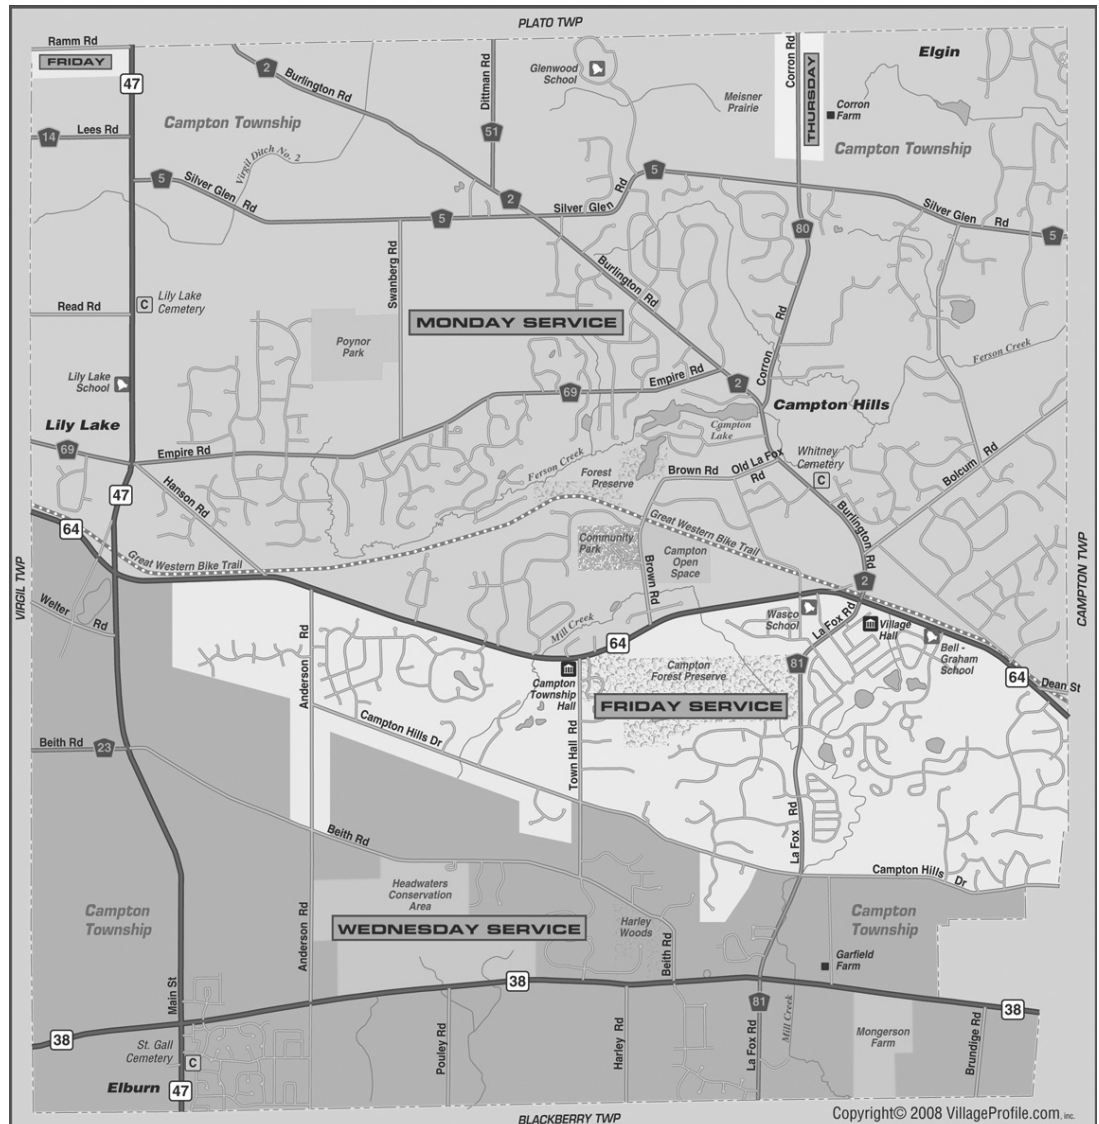 PLATO TWP
Ramm Rd
FRIDAY
47
2
Burlington Rd
Dittman Rd
51
Glenwood
School
Corron Rd
THURSDAY
Elgin
Meisner
Prairie
Corron
Farm
14
Lees Rd
Campton Township
Virgil Ditch No. 2
Campton Township
5
Silver Glen Rd
5
2
Silver Glen Rd
5
80
Silver Glen Rd
5
Swanberg Rd
Burlington Rd
Read Rd
C
Lily Lake
Cemetery
MONDAY SERVICE
Corron Rd
Poynor
Park
Ferson Creek
Lily Lake
School
Empire Rd
69
2
Campton Hills
Lily Lake
69
Empire Rd
Campton
Lake
Whitney
Cemetery
C
Bolcum Rd
Old La Fox
Rd
Brown Rd
Ferson Creek
Forest
Preserve
Hanson Rd
47
64
Great Western Bike Trail
Great Western Bike Trail
Burlington Rd
Community
Park
Campton
Open
Space
Brown Rd
2
VIRGIL TWP
CAMPTON TWP
Welter Rd
Wasco
School
La Fox Rd
Village
Hall
Mill Creek
64
Anderson Rd
Bell -
Graham
School
81
64
Dean St
Campton
Forest Preserve
Campton
Township
Hall
FRIDAY SERVICE
Campton Hills Dr
Town Hall Rd
Beith Rd
23
La Fox Rd
Beith Rd
Campton Hills Dr
Headwaters
Conservation
Area
Campton
Township
WEDNESDAY SERVICE
Harley
Woods
Campton
Township
Anderson Rd
Beith Rd
Garfield
Farm
Main St
38
81
38
38
St. Gall
Cemetery
C
Pouley Rd
Harley Rd
La Fox Rd
Mill Creek
Mongerson
Farm
Brundige Rd
Elburn
47
BLACKBERRY TWP
Copyright© 2008 VillageProfile.com, inc.